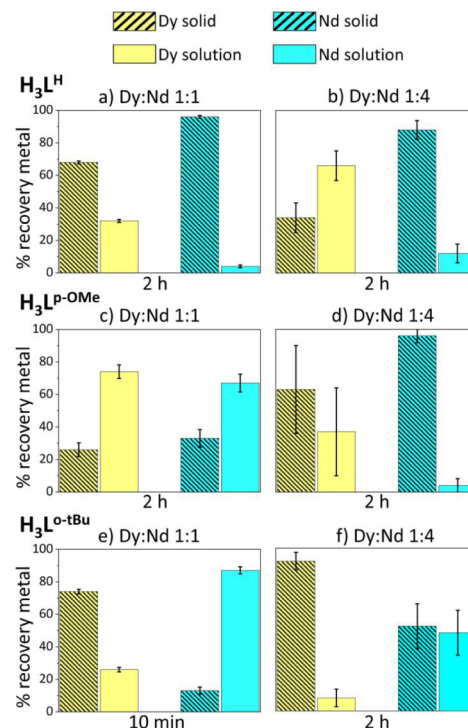 Dy solid Nd solid
Dy solution Nd solution
H3L^H
a) Dy:Nd 1:1 b) Dy:Nd 1:4
% recovery metal
100
80
60
40
20
0
2 h 2 h
H3L^p-OMe
c) Dy:Nd 1:1 d) Dy:Nd 1:4
% recovery metal
100
80
60
40
20
0
2 h 2 h
H3L^o-tBu
e) Dy:Nd 1:1 f) Dy:Nd 1:4
% recovery metal
100
80
60
40
20
0
10 min 2 h